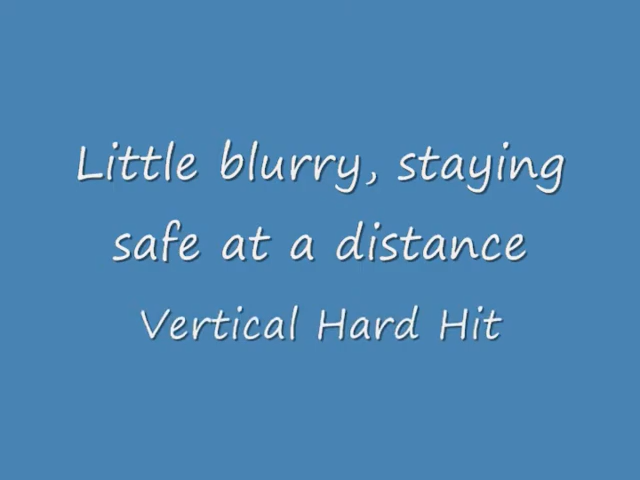 Little blurry, staying
safe at a distance
Vertical Hard Hit